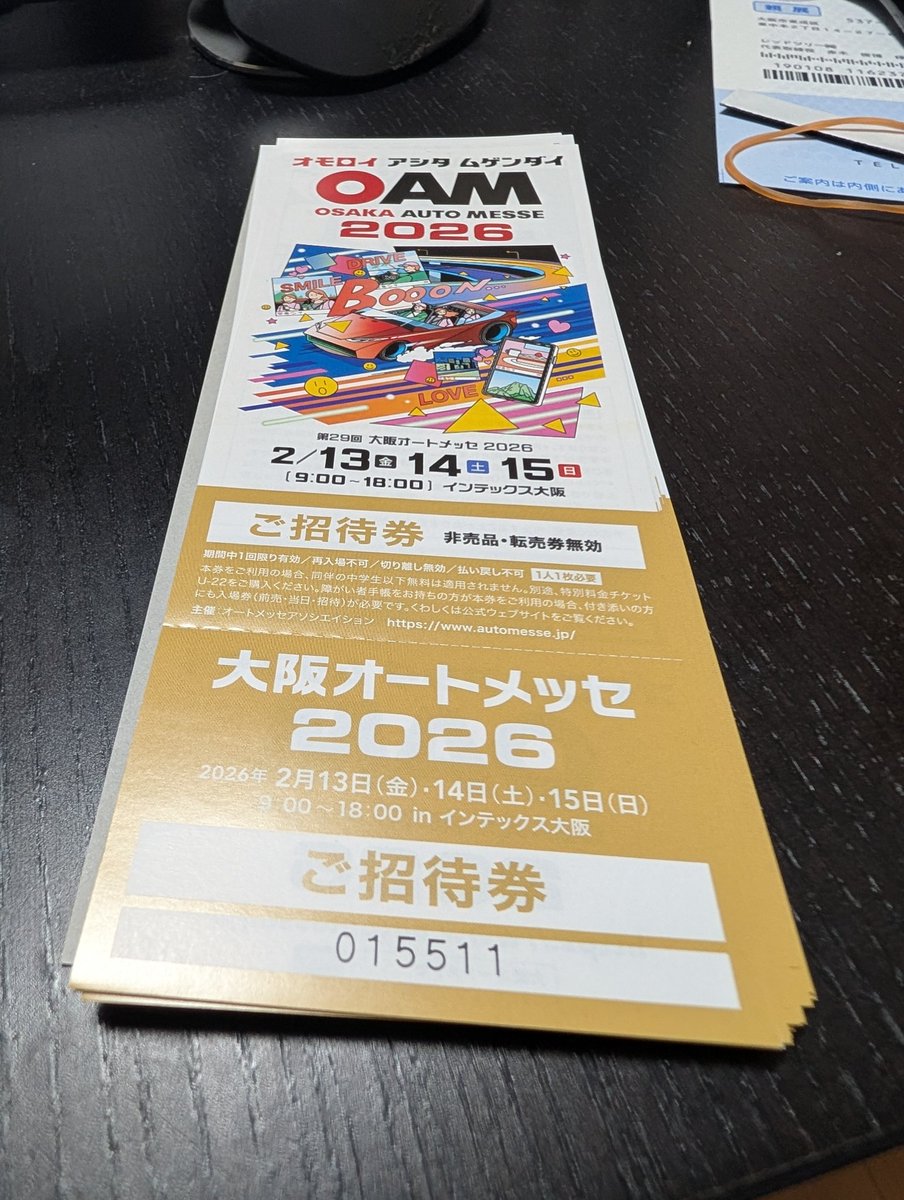 オモロイ アシタ ムゲンダイ
OAM
OSAKA AUTO MESSE
2026
DRIVE
SMILE
BOOON...
LOVE
第29回 大阪オートメッセ 2026
2/13金 14土 15日
(9:00~18:00) インテックス大阪
ご招待券 非売品・転売券無効
期間中1回限り有効/再入場不可/切り離し無効/払い戻し不可 1人1枚必要
本券をご利用の場合、同伴の中学生以下無料は適用されません。別途、特別料金チケット
U-22をご購入ください。障がい者手帳をお持ちの方が本券をご利用の場合、付き添いの方
にも入場券(前売・当日・招待)が必要です。くわしくは公式ウェブサイトをご覧ください。
主催:オートメッセアソシエイション https://www.automesse.jp/
大阪オートメッセ
2026
2026年 2月13日(金)・14日(土)・15日(日)
9:00~18:00 in インテックス大阪
ご招待券
015511
親展
537-
190108 116237
TEL
ご案内は内側にあ